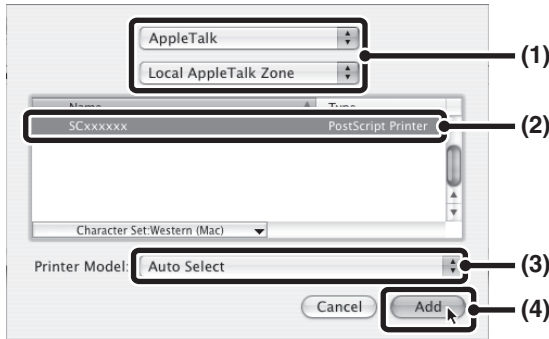 AppleTalk
(1)
Local AppleTalk Zone
Name Type
SCxxxxxx PostScript Printer (2)
Character Set:Western (Mac)
Printer Model: Auto Select (3)
Cancel Add (4)